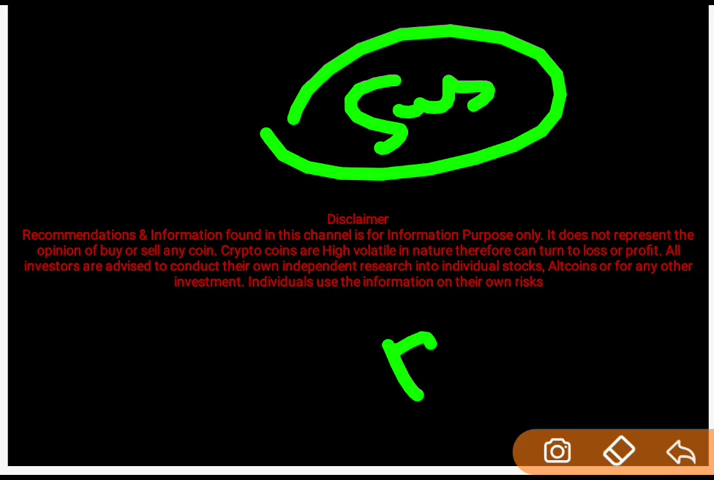 Sun
Disclaimer
Recommendations & Information found in this channel is for Information Purpose only. It does not represent the
opinion of buy or sell any coin. Crypto coins are High volatile in nature therefore can turn to loss or profit. All
investors are advised to conduct their own independent research into individual stocks, Altcoins or for any other
investment. Individuals use the information on their own risks
r